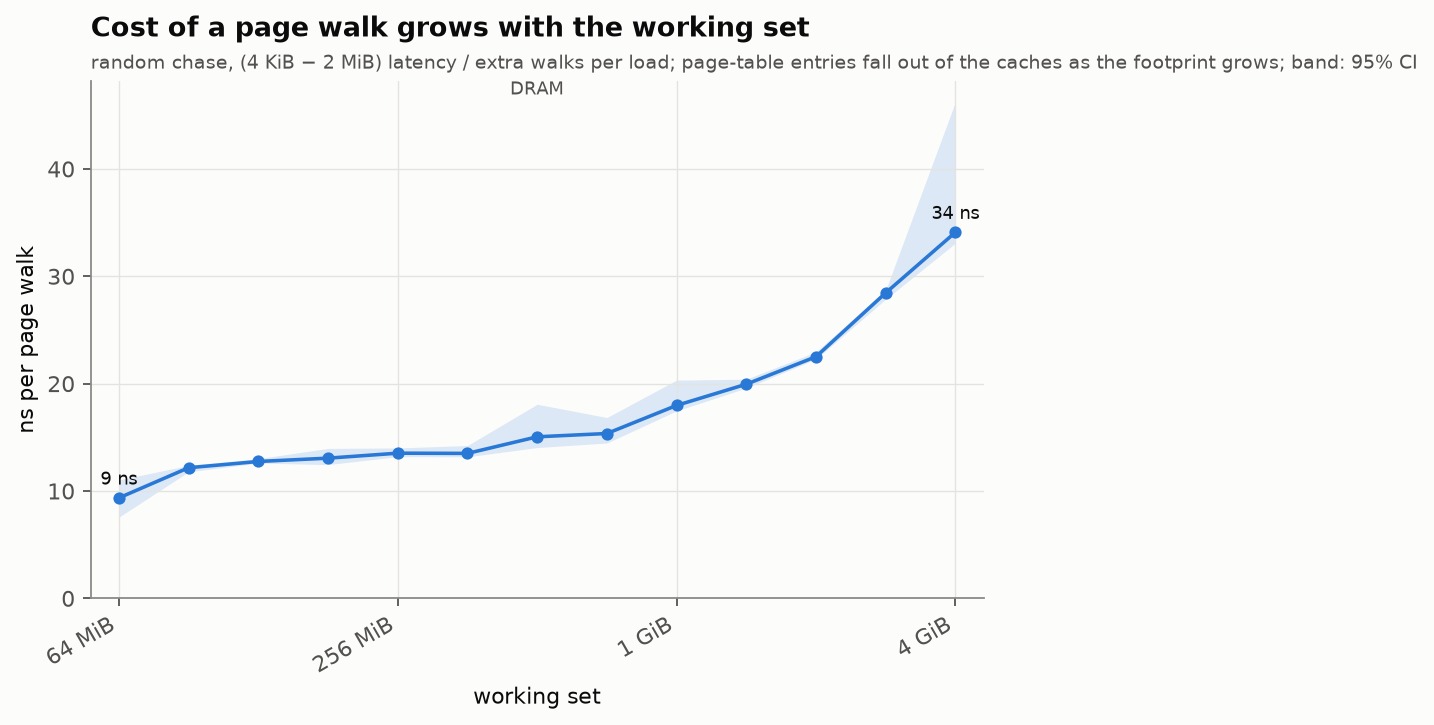 Cost of a page walk grows with the working set
random chase, (4 KiB − 2 MiB) latency / extra walks per load; page-table entries fall out of the caches as the footprint grows; band: 95% CI
DRAM
40
30
20
10
0
ns per page walk
9 ns
34 ns
64 MiB
256 MiB
1 GiB
4 GiB
working set